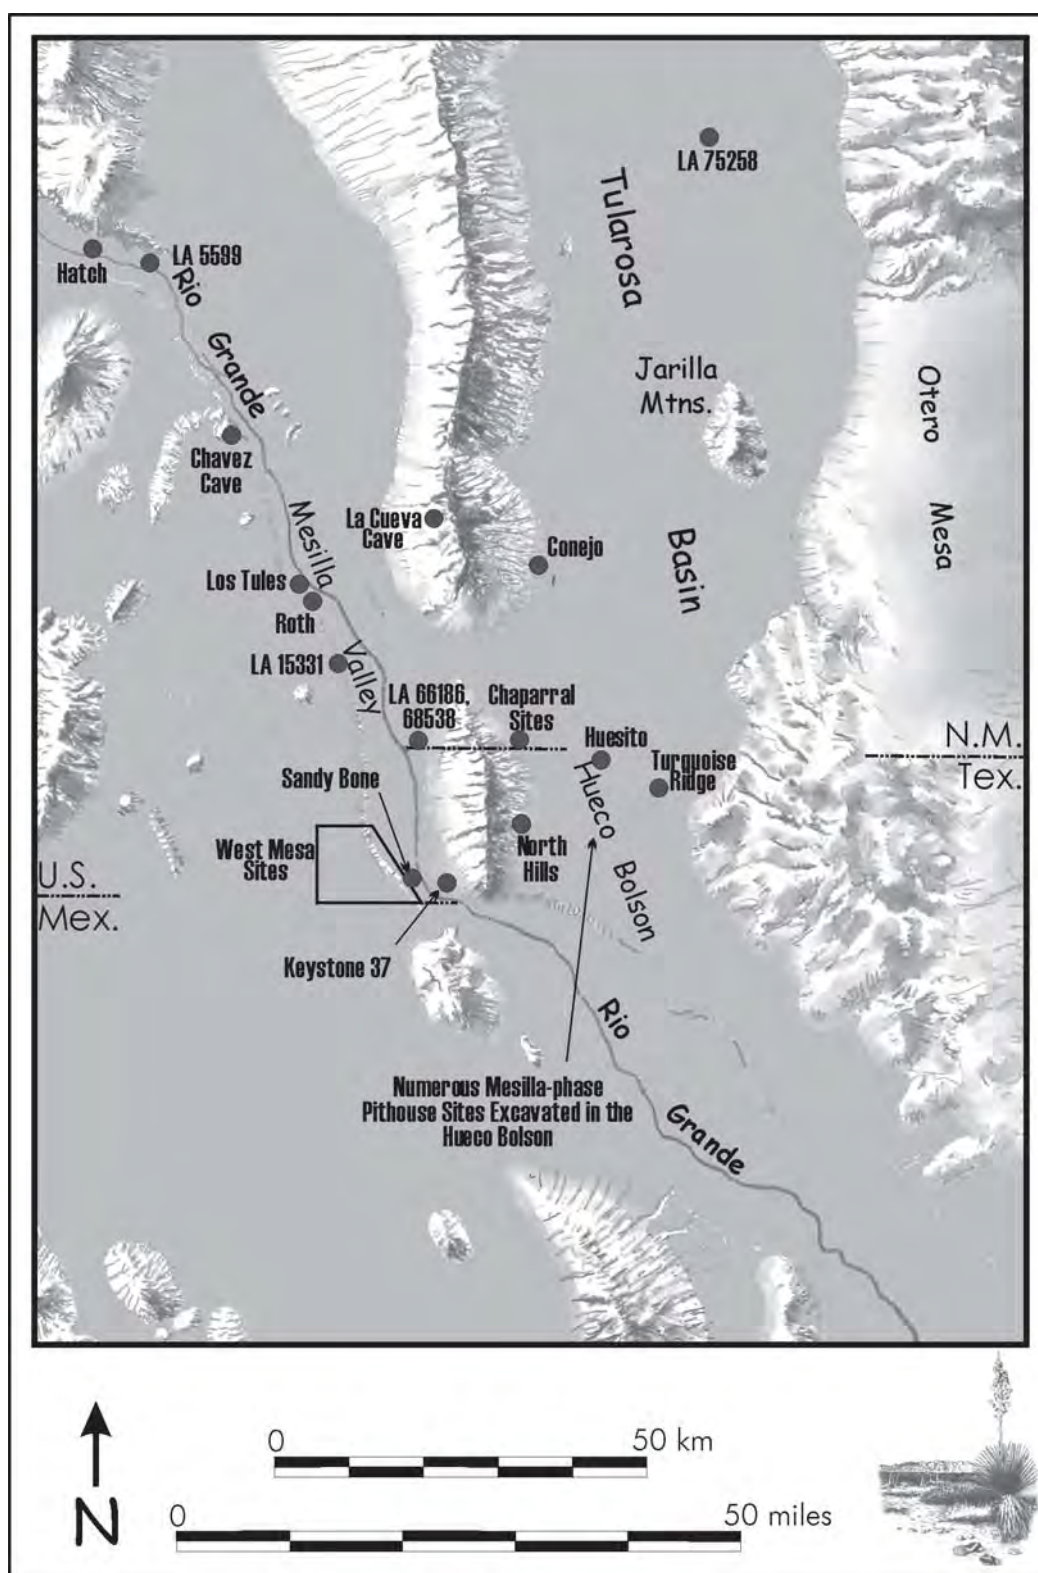 LA 75258
Tularosa
Hatch
LA 5599
Rio
Grande
Jarilla
Mtns.
Otero
Mesa
Chavez
Cave
Mesilla
La Cueva
Cave
Basin
Conejo
Los Tules
Roth
Valley
LA 15331
LA 66186,
68538
Chaparral
Sites
Huesito
Turquoise
Ridge
N.M.
Tex.
Sandy Bone
Hueco
Bolson
West Mesa
Sites
North
Hills
U.S.
Mex.
Keystone 37
Rio
Grande
Numerous Mesilla-phase
Pithouse Sites Excavated in the
Hueco Bolson
N
0 50 km
0 50 miles